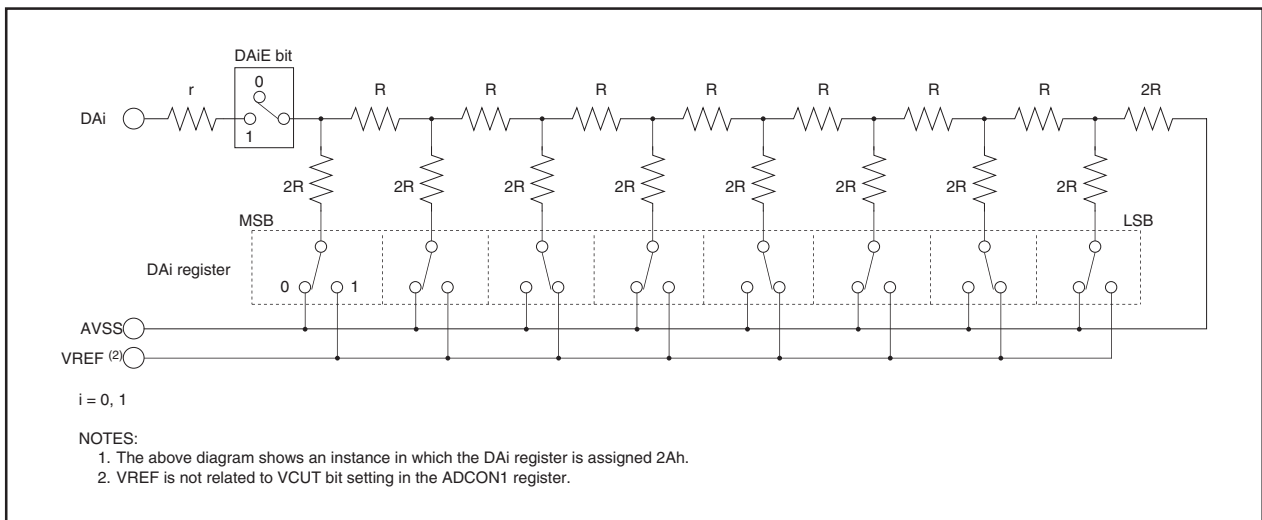 DAiE bit
0
r
R
R
R
R
R
R
R
2R
DAi
1
2R
2R
2R
2R
2R
2R
2R
2R
MSB
LSB
DAi register
0
1
AVSS
VREF (2)
i = 0, 1
NOTES:
1. The above diagram shows an instance in which the DAi register is assigned 2Ah.
2. VREF is not related to VCUT bit setting in the ADCON1 register.